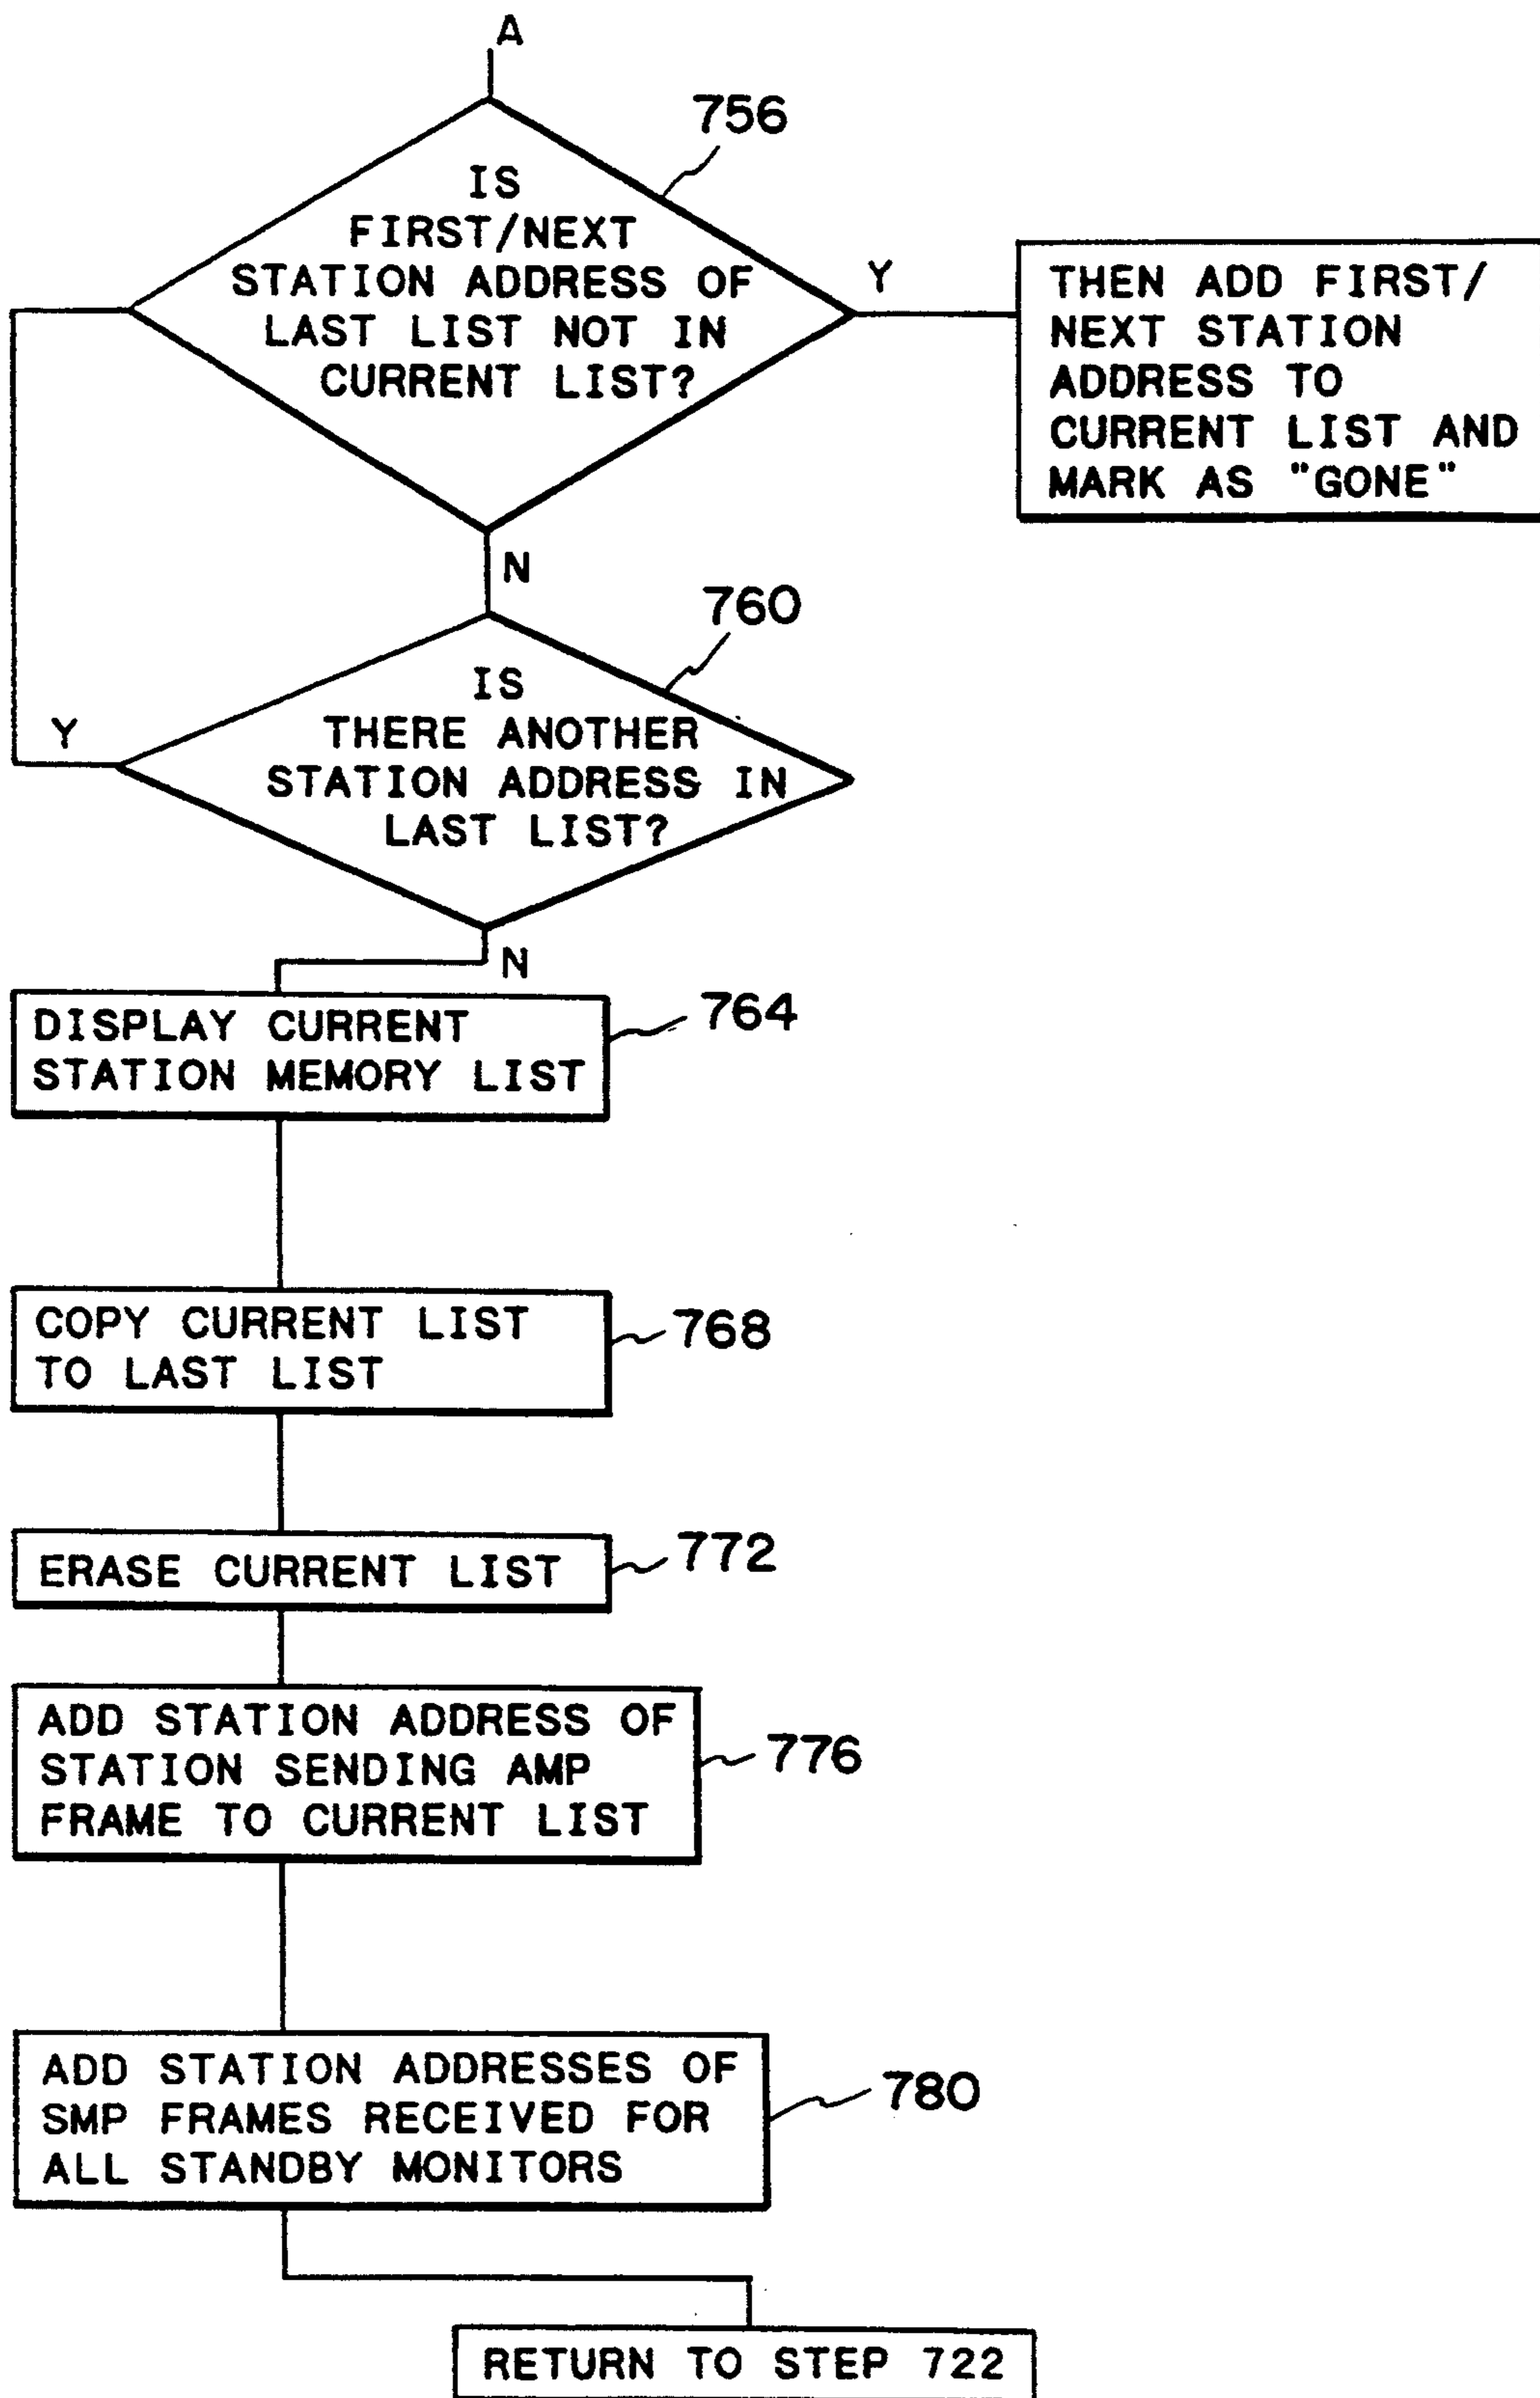 A
756
IS
FIRST/NEXT
STATION ADDRESS OF
LAST LIST NOT IN
CURRENT LIST?
Y
THEN ADD FIRST/
NEXT STATION
ADDRESS TO
CURRENT LIST AND
MARK AS "GONE"
N
760
IS
THERE ANOTHER
STATION ADDRESS IN
LAST LIST?
Y
N
DISPLAY CURRENT
STATION MEMORY LIST
764
COPY CURRENT LIST
TO LAST LIST
768
ERASE CURRENT LIST
772
ADD STATION ADDRESS OF
STATION SENDING AMP
FRAME TO CURRENT LIST
776
ADD STATION ADDRESSES OF
SMP FRAMES RECEIVED FOR
ALL STANDBY MONITORS
780
RETURN TO STEP 722